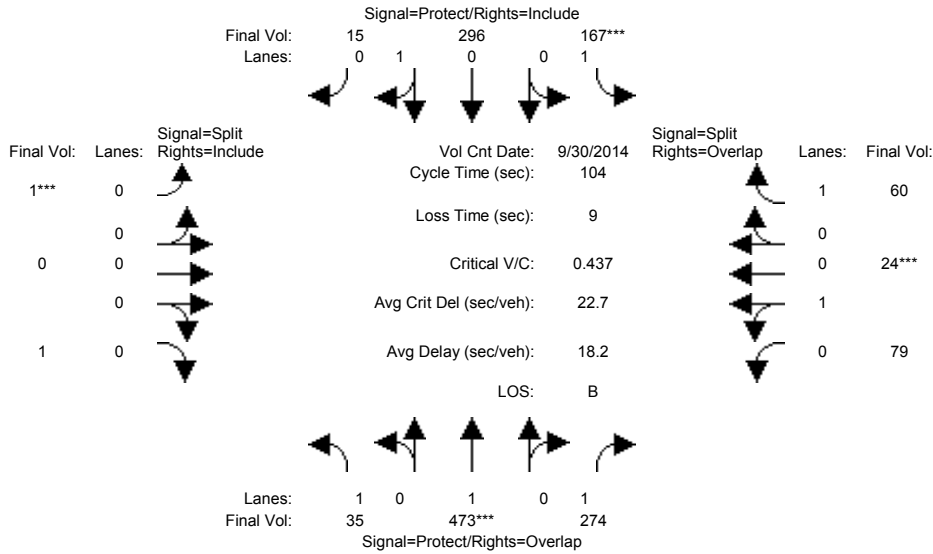 Signal=Protect/Rights=Include
Final Vol: 15 296 167***
Lanes: 0 1 0 0 1
Signal=Split
Final Vol: Lanes: Rights=Include
Vol Cnt Date: 9/30/2014
Signal=Split
Rights=Overlap Lanes: Final Vol:
Cycle Time (sec): 104
1*** 0
1 60
Loss Time (sec): 9
0
0
0 0
Critical V/C: 0.437
0 24***
0
Avg Crit Del (sec/veh): 22.7
1
1 0
Avg Delay (sec/veh): 18.2
0 79
LOS: B
Lanes: 1 0 1 0 1
Final Vol: 35 473*** 274
Signal=Protect/Rights=Overlap